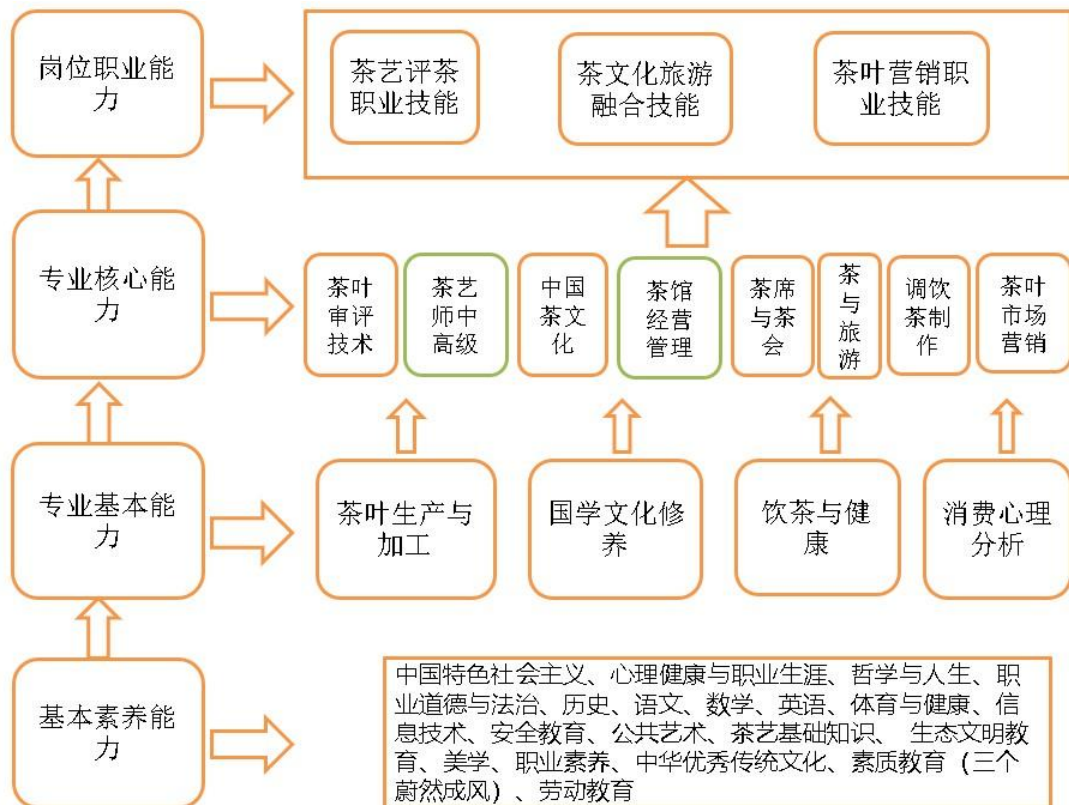 岗位职业能
力
茶艺评茶
职业技能
茶文化旅游
融合技能
茶叶营销职
业技能
专业核心能
力
茶叶
审评
技术
茶艺
师中
高级
中国
茶文
化
茶馆
经营
管理
茶席
与茶
会
茶
与
旅
游
调饮
茶制
作
茶叶
市场
营销
专业基本能
力
茶叶生产与
加工
国学文化修
养
饮茶与健
康
消费心理
分析
基本素养能
力
中国特色社会主义、心理健康与职业生涯、哲学与人生、职
业道德与法治、历史、语文、数学、英语、体育与健康、信
息技术、安全教育、公共艺术、茶艺基础知识、 生态文明教
育、美学、职业素养、中华优秀传统文化、素质教育（三个
蔚然成风）、劳动教育